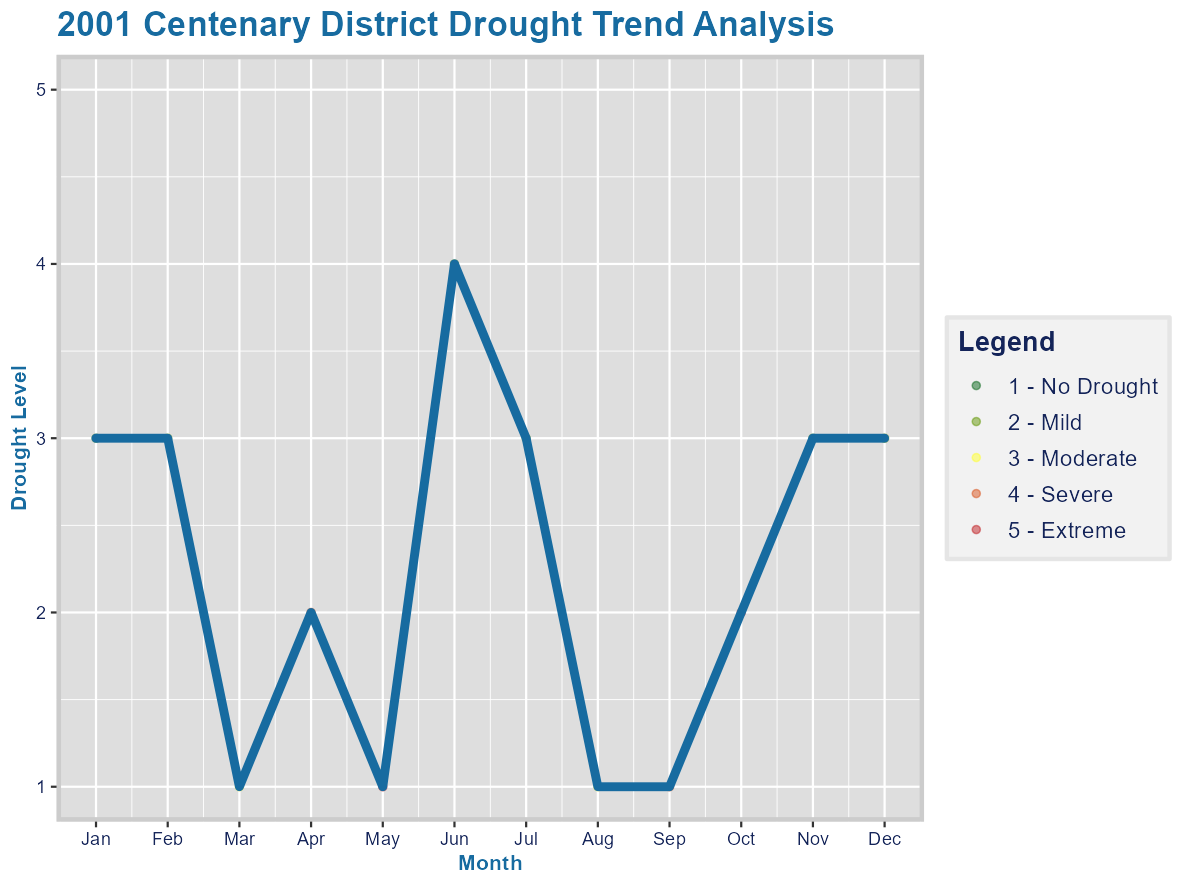 2001 Centenary District Drought Trend Analysis
5
4
3
2
1
Drought Level
Jan Feb Mar Apr May Jun Jul Aug Sep Oct Nov Dec
Month
Legend
1 - No Drought
2 - Mild
3 - Moderate
4 - Severe
5 - Extreme